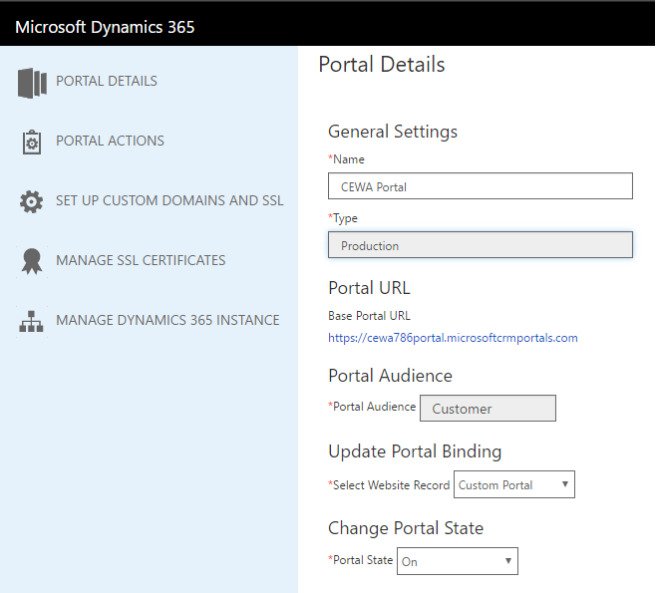 Microsoft Dynamics 365
PORTAL DETAILS
PORTAL ACTIONS
SET UP CUSTOM DOMAINS AND SSL
MANAGE SSL CERTIFICATES
MANAGE DYNAMICS 365 INSTANCE
Portal Details
General Settings
*Name
CEWA Portal
*Type
Production
Portal URL
Base Portal URL
https://cewa786portal.microsoftcrmportals.com
Portal Audience
*Portal Audience Customer
Update Portal Binding
*Select Website Record Custom Portal
Change Portal State
*Portal State On